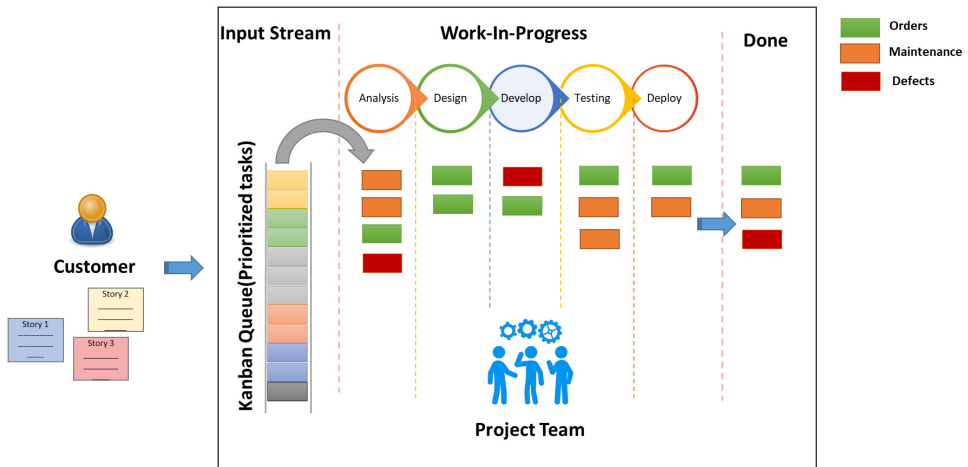 Input Stream
Work-In-Progress
Done
Orders
Maintenance
Defects
Analysis
Design
Develop
Testing
Deploy
Kanban Queue(Prioritized tasks)
Customer
Story 1
Story 2
Story 3
Project Team